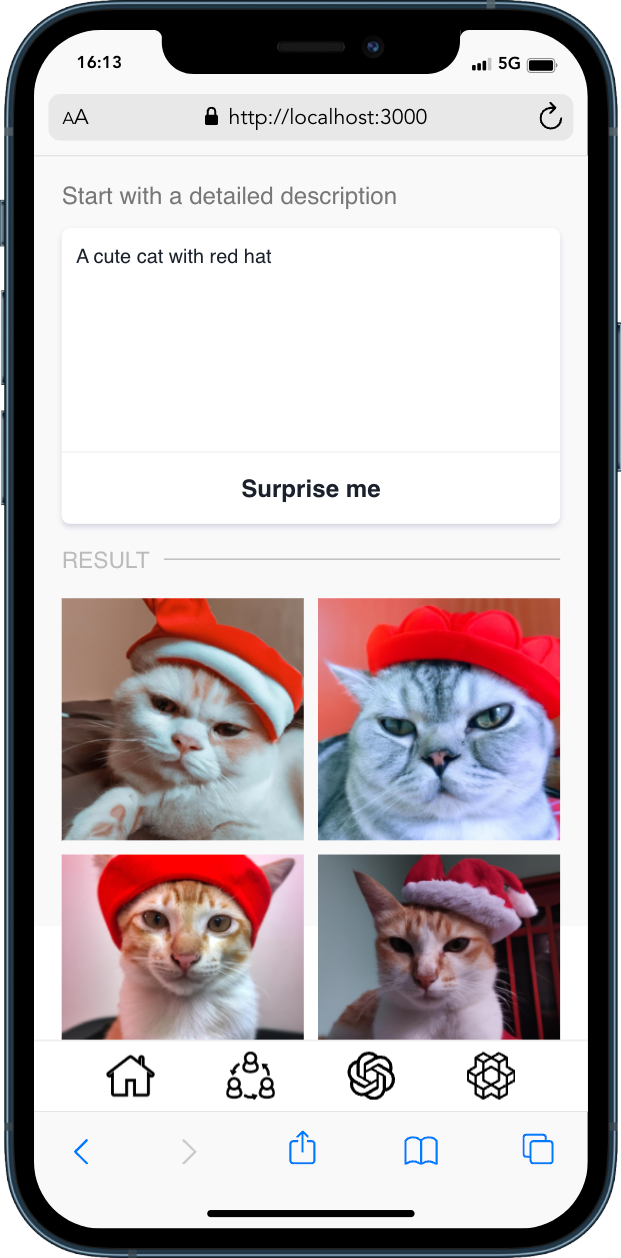 16:13
5G
AA
http://localhost:3000
Start with a detailed description
A cute cat with red hat
Surprise me
RESULT